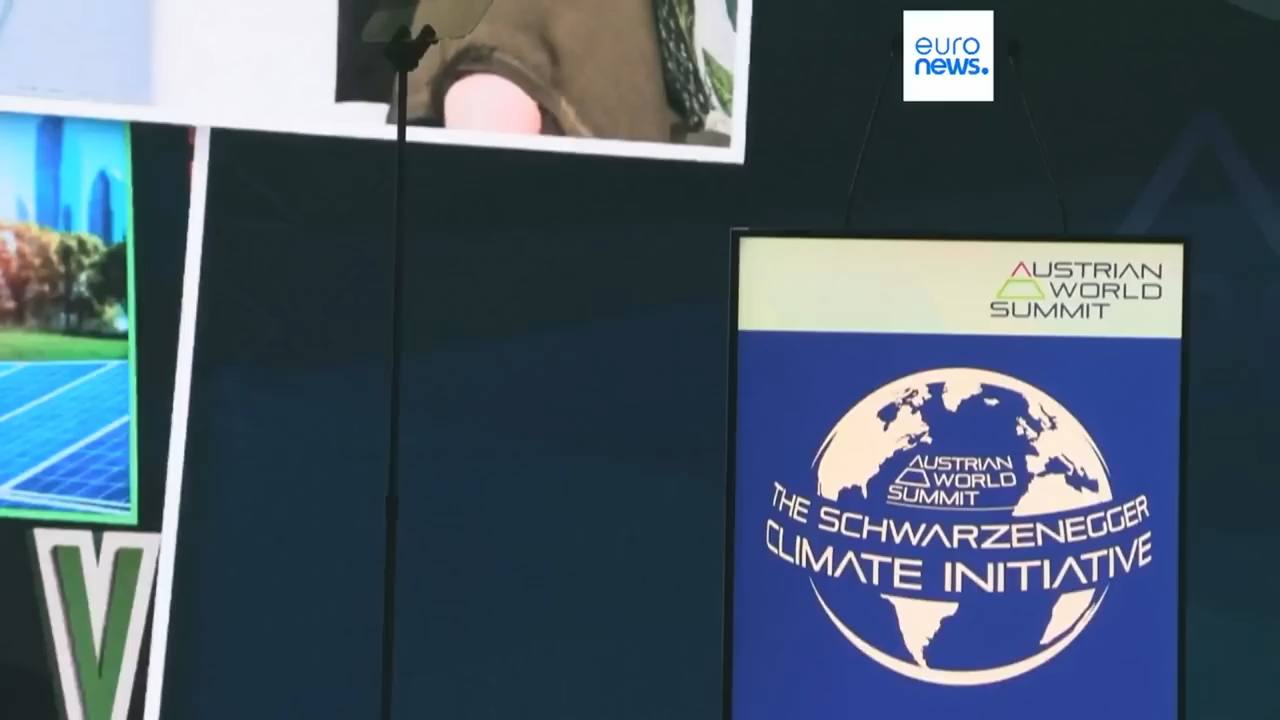 euro
news.
AUSTRIAN
WORLD
SUMMIT
AUSTRIAN
WORLD
SUMMIT
THE SCHWARZENEGGER
CLIMATE INITIATIVE
V